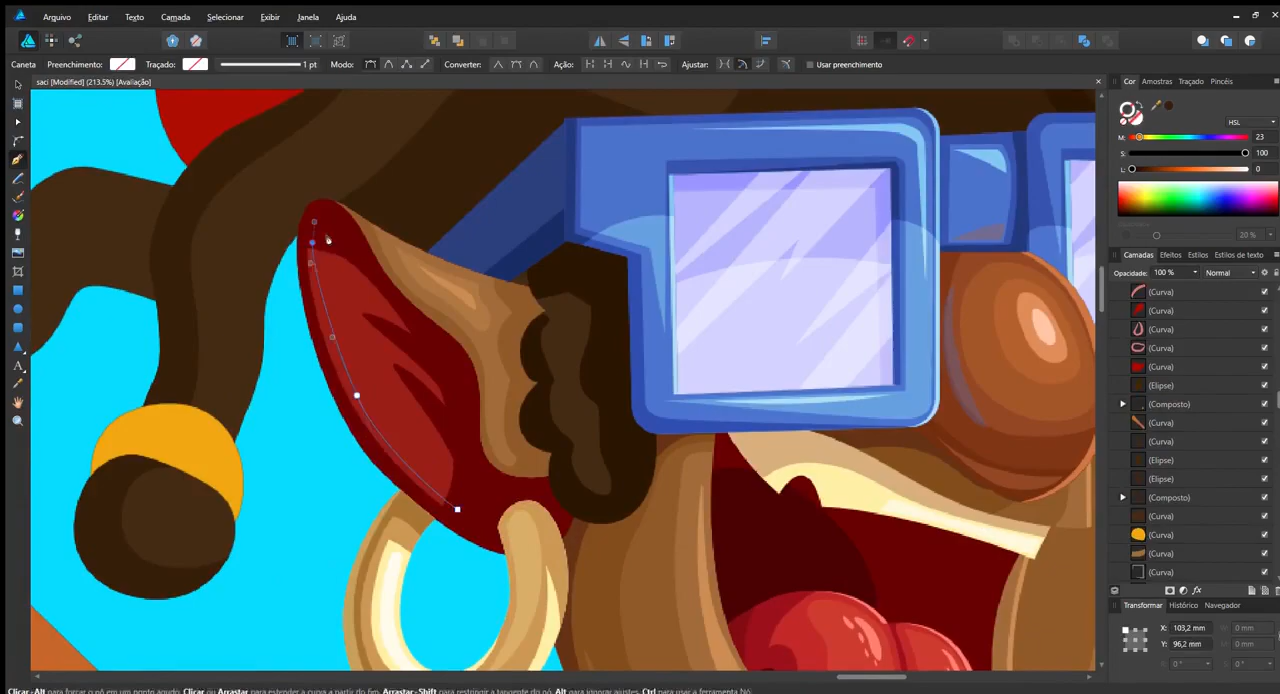 Arquivo Editar Texto Camada Selecionar Exibir Janela Ajuda
Caneta Preenchimento: Traçado: 1 pt Modo: Converter: Ação: Ajustar: Usar preenchimento
saci [Modified] (213.5%) [Avaliação]
Cor Amostras Traçado Pincéis
HSL
M: 23
S: 100
L: 0
20 %
Camadas Efeitos Estilos Estilos de texto
Opacidade: 100 % Normal
(Curva)
(Curva)
(Curva)
(Curva)
(Curva)
(Elipse)
(Composto)
(Curva)
(Curva)
(Elipse)
(Elipse)
(Composto)
(Curva)
(Curva)
(Curva)
(Curva)
Transformar Histórico Navegador
X: 103,2 mm W: 0 mm
Y: 96,2 mm H: 0 mm
R: 0 ° S: 0 °